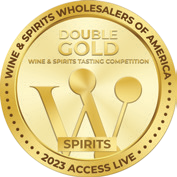 WINE & SPIRITS WHOLESALERS OF AMERICA
DOUBLE
GOLD
WINE & SPIRITS TASTING COMPETITION
W
SPIRITS
2023 ACCESS LIVE